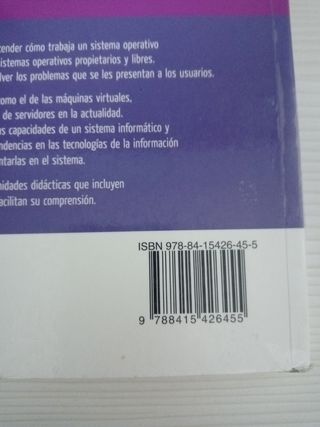 ender cómo trabaja un sistema operativo
istemas operativos propietarios y libres.
lver los problemas que se les presentan a los usuarios.
omo el de las máquinas virtuales,
de servidores en la actualidad.
s capacidades de un sistema informático y
ndencias en las tecnologías de la información
ntarlas en el sistema.
nidades didácticas que incluyen
acilitan su comprensión.
ISBN 978-84-15426-45-5
9 788415 426455